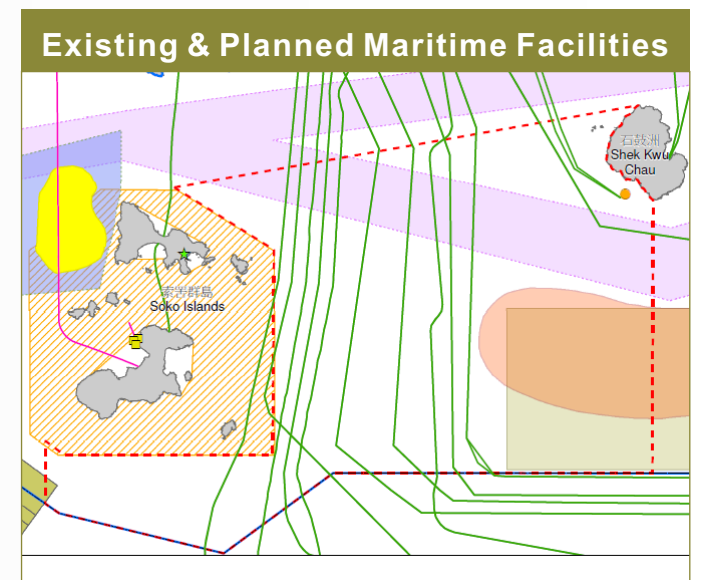 Existing & Planned Maritime Facilities
石鼓洲
Shek Kwu
Chau
索罟群島
Soko Islands